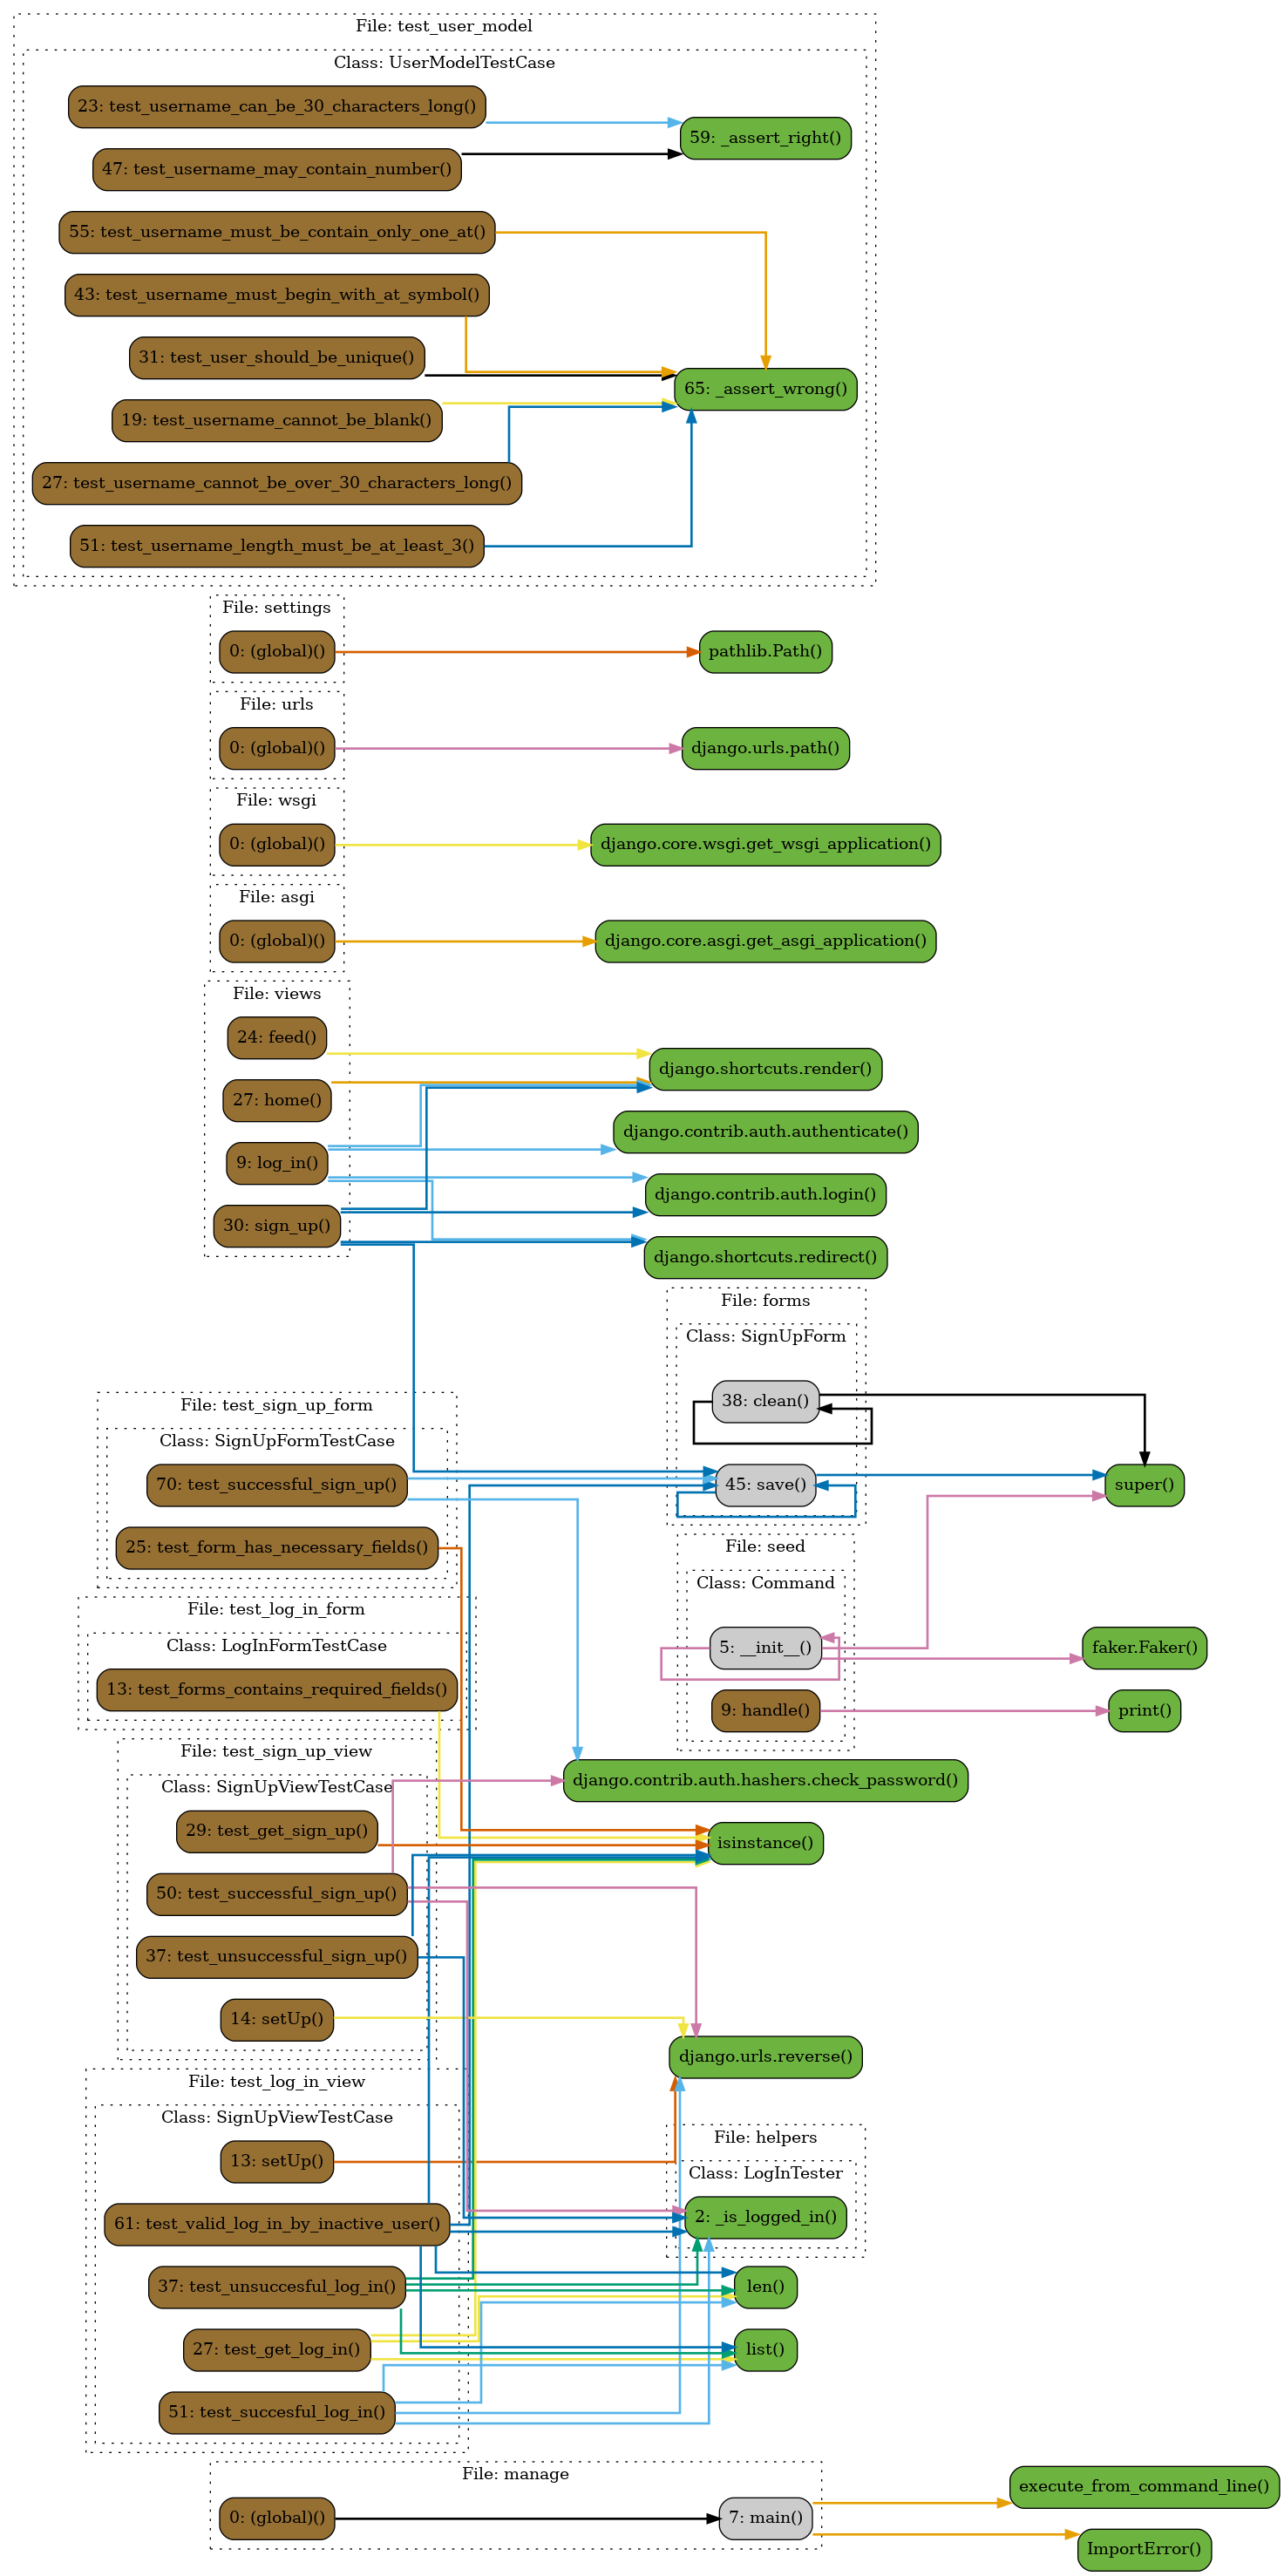 File: test_user_model
Class: UserModelTestCase
23: test_username_can_be_30_characters_long()
59: _assert_right()
47: test_username_may_contain_number()
55: test_username_must_be_contain_only_one_at()
43: test_username_must_begin_with_at_symbol()
31: test_user_should_be_unique()
65: _assert_wrong()
19: test_username_cannot_be_blank()
27: test_username_cannot_be_over_30_characters_long()
51: test_username_length_must_be_at_least_3()
File: settings
0: (global)()
pathlib.Path()
File: urls
0: (global)()
django.urls.path()
File: wsgi
0: (global)()
django.core.wsgi.get_wsgi_application()
File: asgi
0: (global)()
django.core.asgi.get_asgi_application()
File: views
24: feed()
django.shortcuts.render()
27: home()
django.contrib.auth.authenticate()
9: log_in()
django.contrib.auth.login()
30: sign_up()
django.shortcuts.redirect()
File: forms
Class: SignUpForm
38: clean()
File: test_sign_up_form
Class: SignUpFormTestCase
70: test_successful_sign_up()
45: save()
super()
25: test_form_has_necessary_fields()
File: seed
Class: Command
File: test_log_in_form
Class: LogInFormTestCase
5: __init__()
faker.Faker()
13: test_forms_contains_required_fields()
9: handle()
print()
File: test_sign_up_view
Class: SignUpViewTestCase
django.contrib.auth.hashers.check_password()
29: test_get_sign_up()
isinstance()
50: test_successful_sign_up()
37: test_unsuccessful_sign_up()
14: setUp()
django.urls.reverse()
File: test_log_in_view
Class: SignUpViewTestCase
File: helpers
13: setUp()
Class: LogInTester
61: test_valid_log_in_by_inactive_user()
2: _is_logged_in()
37: test_unsuccesful_log_in()
len()
27: test_get_log_in()
list()
51: test_succesful_log_in()
File: manage
0: (global)()
7: main()
execute_from_command_line()
ImportError()